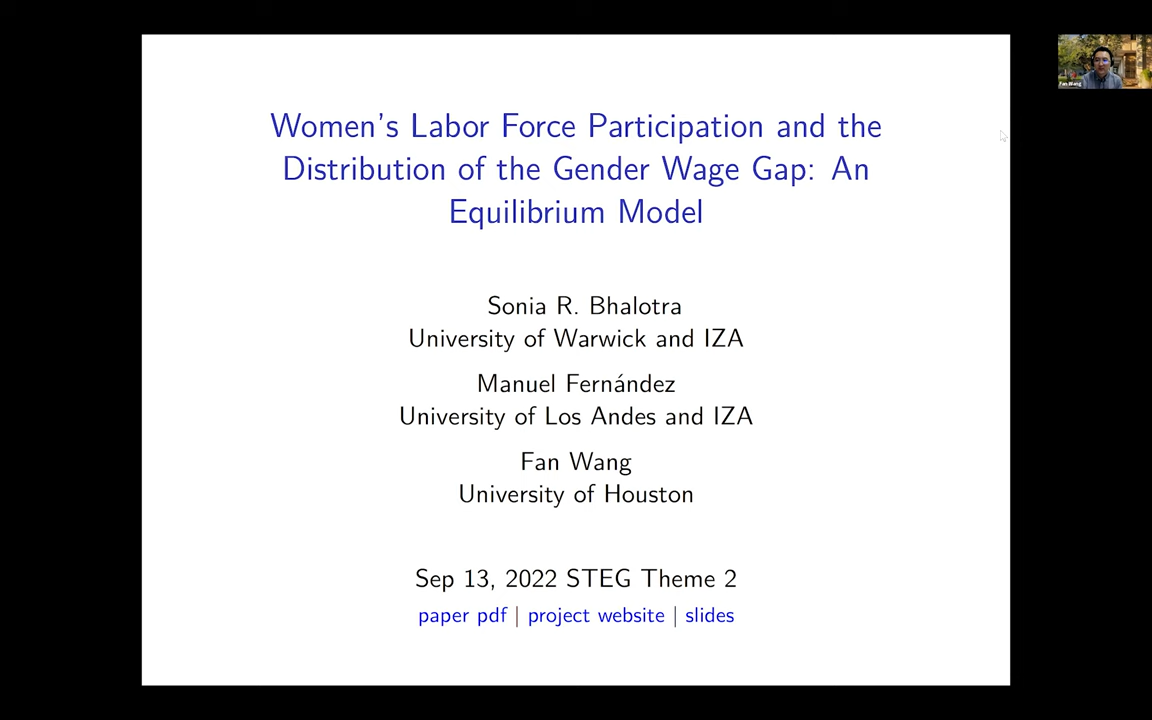 Women's Labor Force Participation and the
Distribution of the Gender Wage Gap: An
Equilibrium Model
Sonia R. Bhalotra
University of Warwick and IZA
Manuel Fernández
University of Los Andes and IZA
Fan Wang
University of Houston
Sep 13, 2022 STEG Theme 2
paper pdf | project website | slides
Fan Wang